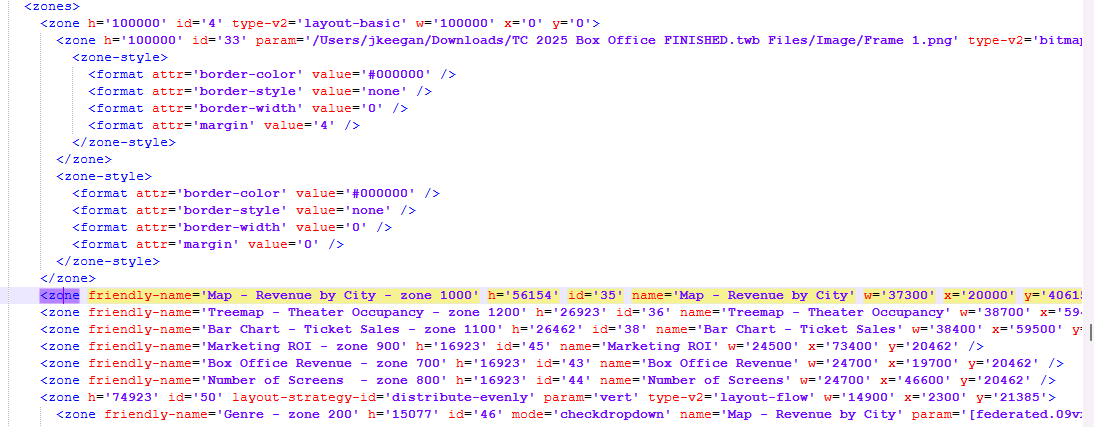 <zones>
<zone h='100000' id='4' type-v2='layout-basic' w='100000' x='0' y='0'>
<zone h='100000' id='33' param='/Users/jkeegan/Downloads/TC 2025 Box Office FINISHED.twb Files/Image/Frame 1.png' type-v2='bitmap
<zone-style>
<format attr='border-color' value='#000000' />
<format attr='border-style' value='none' />
<format attr='border-width' value='0' />
<format attr='margin' value='4' />
</zone-style>
</zone>
<zone-style>
<format attr='border-color' value='#000000' />
<format attr='border-style' value='none' />
<format attr='border-width' value='0' />
<format attr='margin' value='0' />
</zone-style>
</zone>
<zone friendly-name='Map - Revenue by City - zone 1000' h='56154' id='35' name='Map - Revenue by City' w='37300' x='20000' y='40615
<zone friendly-name='Treemap - Theater Occupancy - zone 1200' h='26923' id='36' name='Treemap - Theater Occupancy' w='38700' x='594
<zone friendly-name='Bar Chart - Ticket Sales - zone 1100' h='26462' id='38' name='Bar Chart - Ticket Sales' w='38400' x='59500' y=
<zone friendly-name='Marketing ROI - zone 900' h='16923' id='45' name='Marketing ROI' w='24500' x='73400' y='20462' />
<zone friendly-name='Box Office Revenue - zone 700' h='16923' id='43' name='Box Office Revenue' w='24700' x='19700' y='20462' />
<zone friendly-name='Number of Screens  - zone 800' h='16923' id='44' name='Number of Screens' w='24700' x='46600' y='20462' />
<zone h='74923' id='50' layout-strategy-id='distribute-evenly' param='vert' type-v2='layout-flow' w='14900' x='2300' y='21385'>
<zone friendly-name='Genre - zone 200' h='15077' id='46' mode='checkdropdown' name='Map - Revenue by City' param='[federated.09v